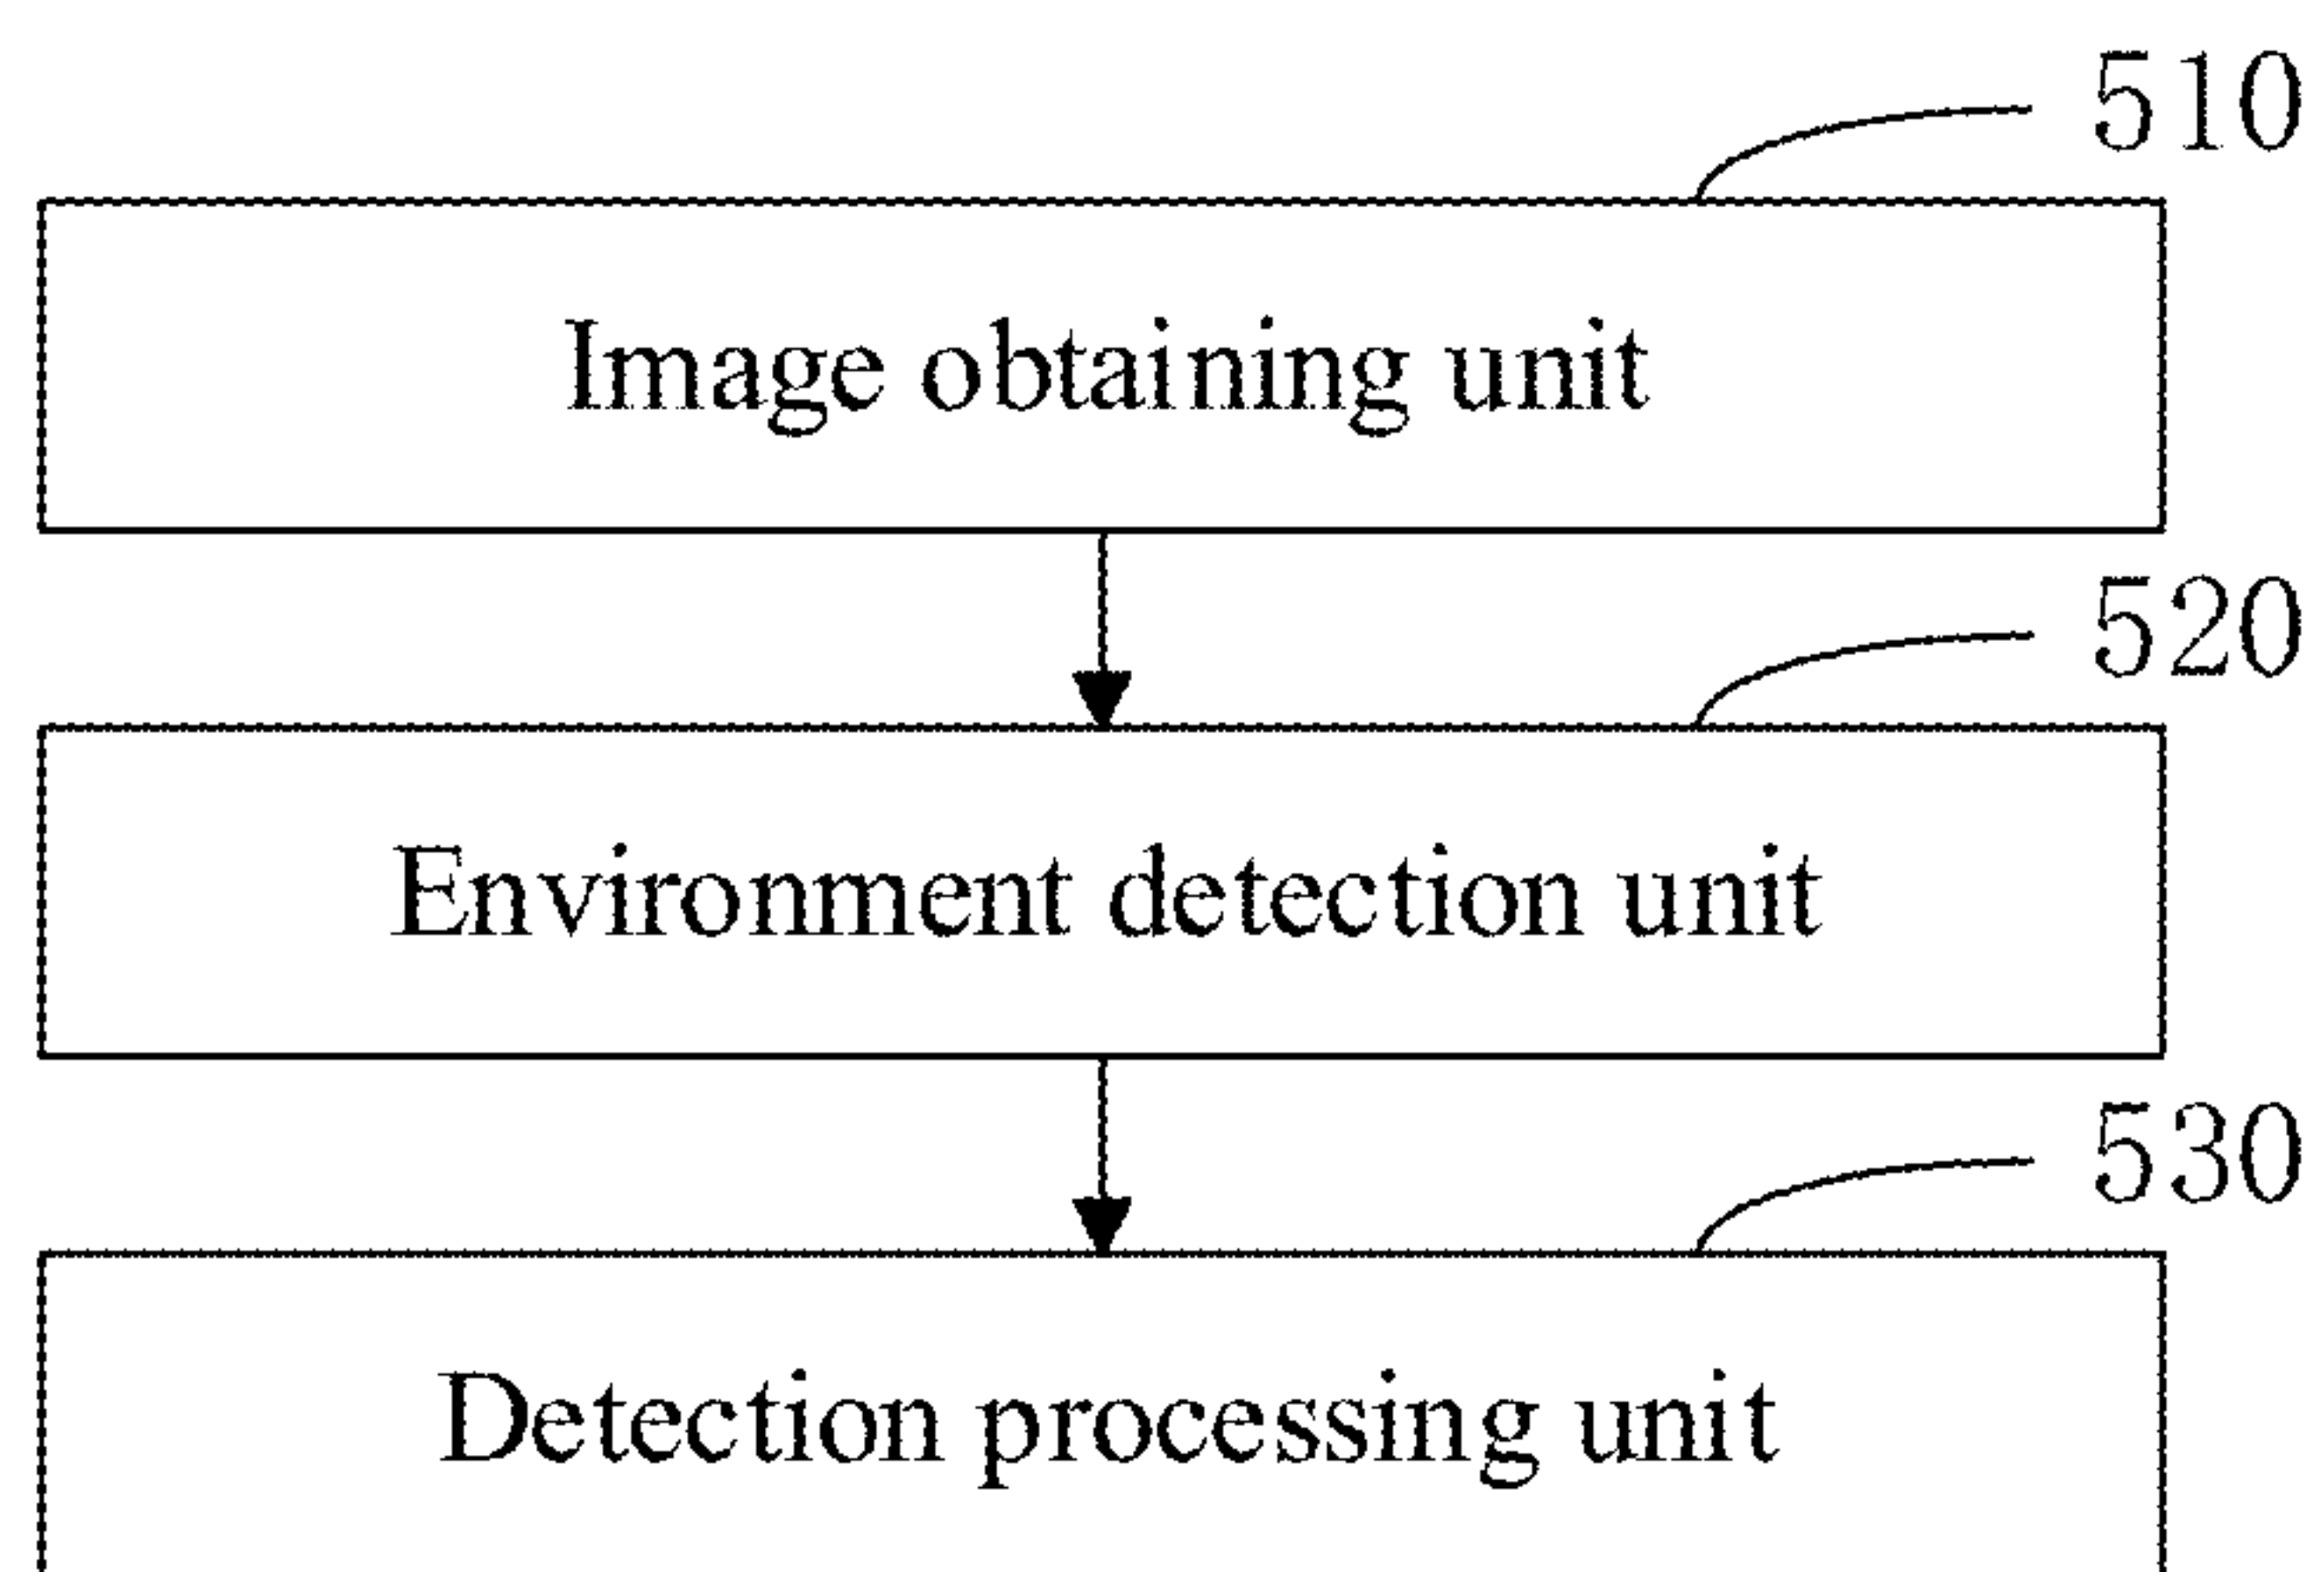 510
Image obtaining unit
520
Environment detection unit
530
Detection processing unit